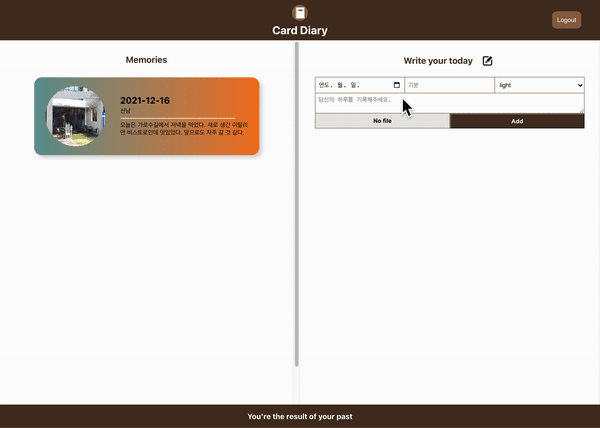 Card Diary
Logout
Memories
2021-12-16
신남
오늘은 가로수길에서 저녁을 먹었다. 새로 생긴 이탈리
안 비스트로인데 맛있었다. 앞으로도 자주 갈 것 같다.
Write your today
연도. 월. 일.
기분
light
당신의 하루를 기록해주세요.
No file
Add
You're the result of your past